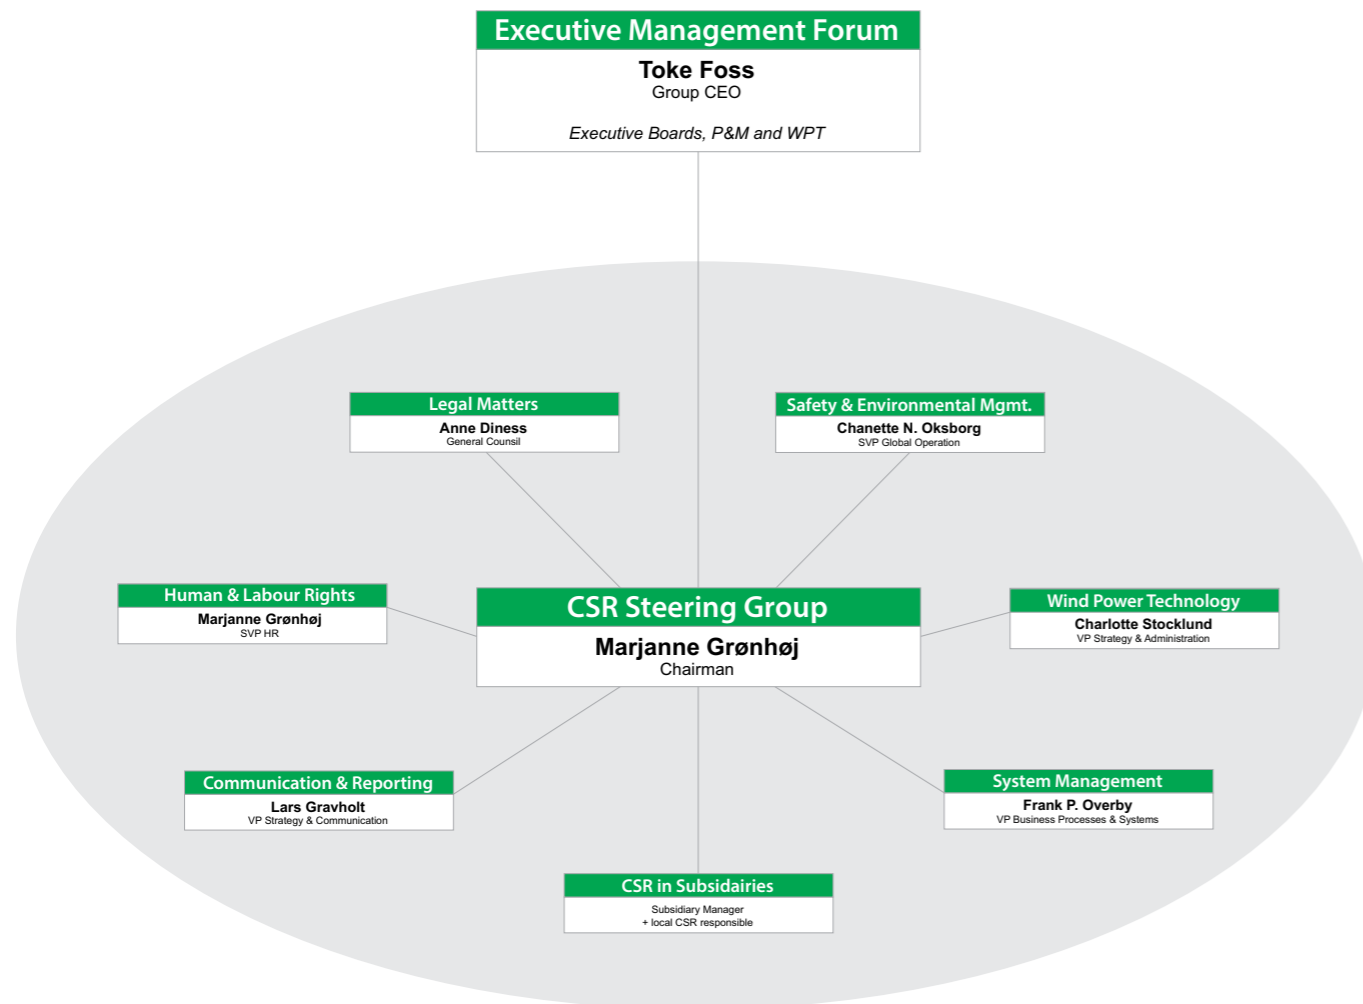 Executive Management Forum
Toke Foss
Group CEO
Executive Boards, P&M and WPT
Legal Matters
Anne Diness
General Counsil
Safety & Environmental Mgmt.
Chanette N. Oksborg
SVP Global Operation
Human & Labour Rights
Marjanne Grønhøj
SVP HR
CSR Steering Group
Marjanne Grønhøj
Chairman
Wind Power Technology
Charlotte Stocklund
VP Strategy & Administration
Communication & Reporting
Lars Gravholt
VP Strategy & Communication
System Management
Frank P. Overby
VP Business Processes & Systems
CSR in Subsidairies
Subsidiary Manager
+ local CSR responsible